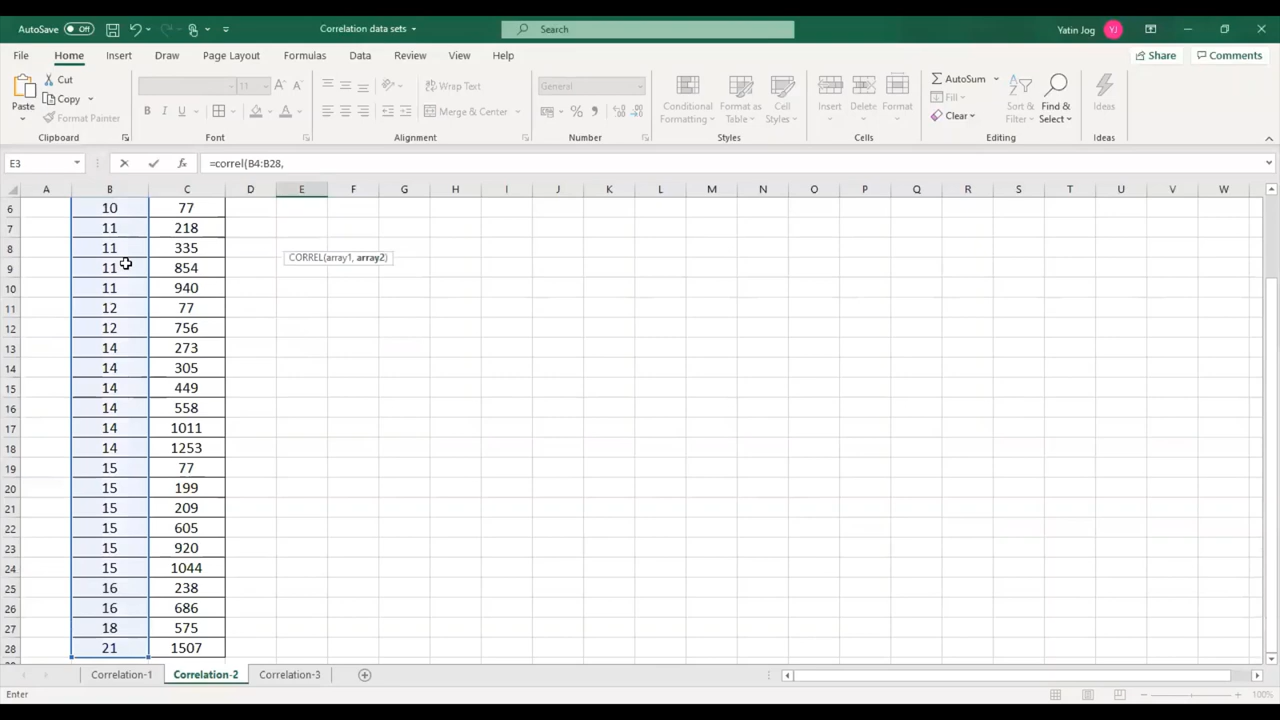 AutoSave Off Correlation data sets Search Yatin Jog YJ
File Home Insert Draw Page Layout Formulas Data Review View Help Share Comments
Paste Cut Copy Format Painter Clipboard
11 A A B I U A Font
Wrap Text Merge & Center Alignment
General % , Number
Conditional Formatting Format as Table Cell Styles Styles
Insert Delete Format Cells
AutoSum Fill Clear Sort & Filter Find & Select Editing
Ideas Ideas
E3 fx =correl(B4:B28,
A B C D E F G H I J K L M N O P Q R S T U V W
6 10 77
7 11 218
8 11 335
CORREL(array1, array2)
9 11 854
10 11 940
11 12 77
12 12 756
13 14 273
14 14 305
15 14 449
16 14 558
17 14 1011
18 14 1253
19 15 77
20 15 199
21 15 209
22 15 605
23 15 920
24 15 1044
25 16 238
26 16 686
27 18 575
28 21 1507
Correlation-1 Correlation-2 Correlation-3
Enter 100%